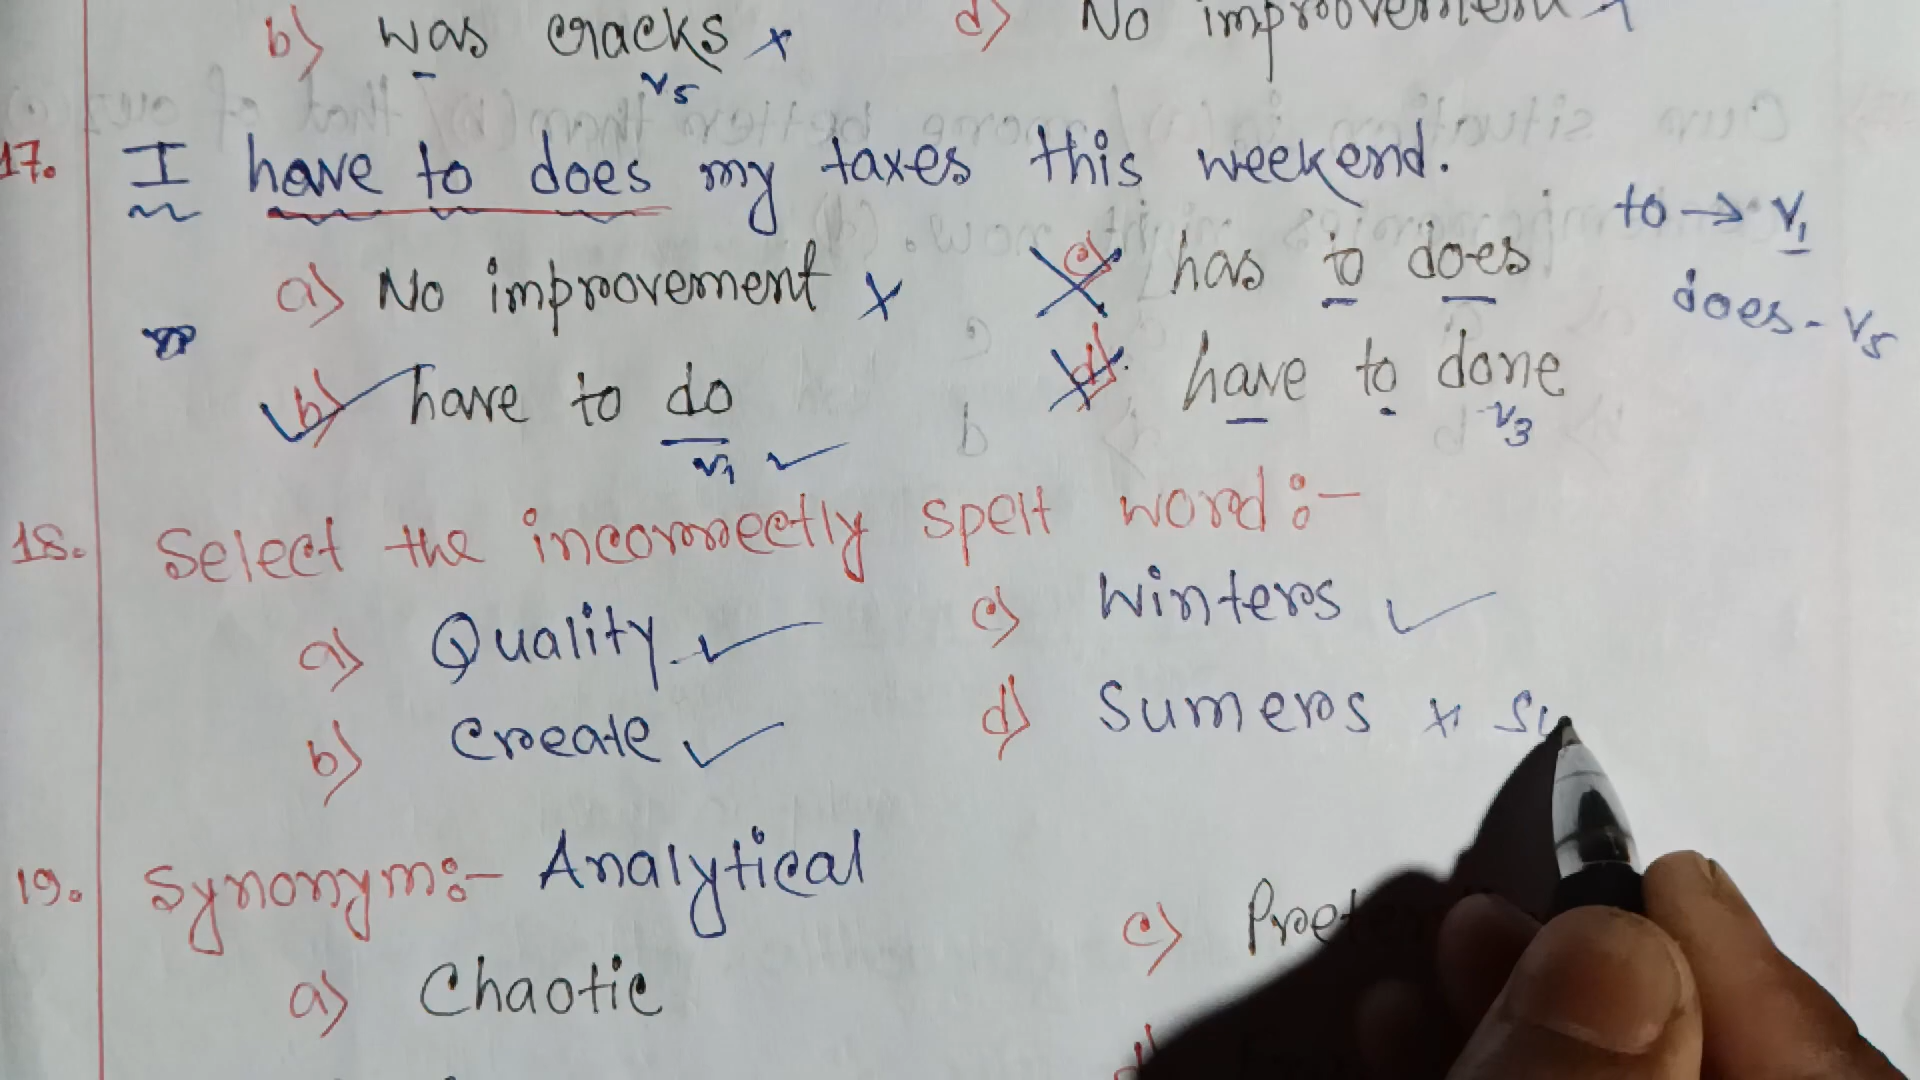 b) was cracks × d) No improvement ×
v5
17. I have to does my taxes this weekend.
to → V1
a) No improvement × c) has to does
does - V5
b) have to do d) have to done
v1 ✓ v3
18. Select the incorrectly spelt word :-
a) Quality ✓ c) Winters ✓
b) Create ✓ d) Sumers × Su
19. Synonym :- Analytical
a) Chaotic c)